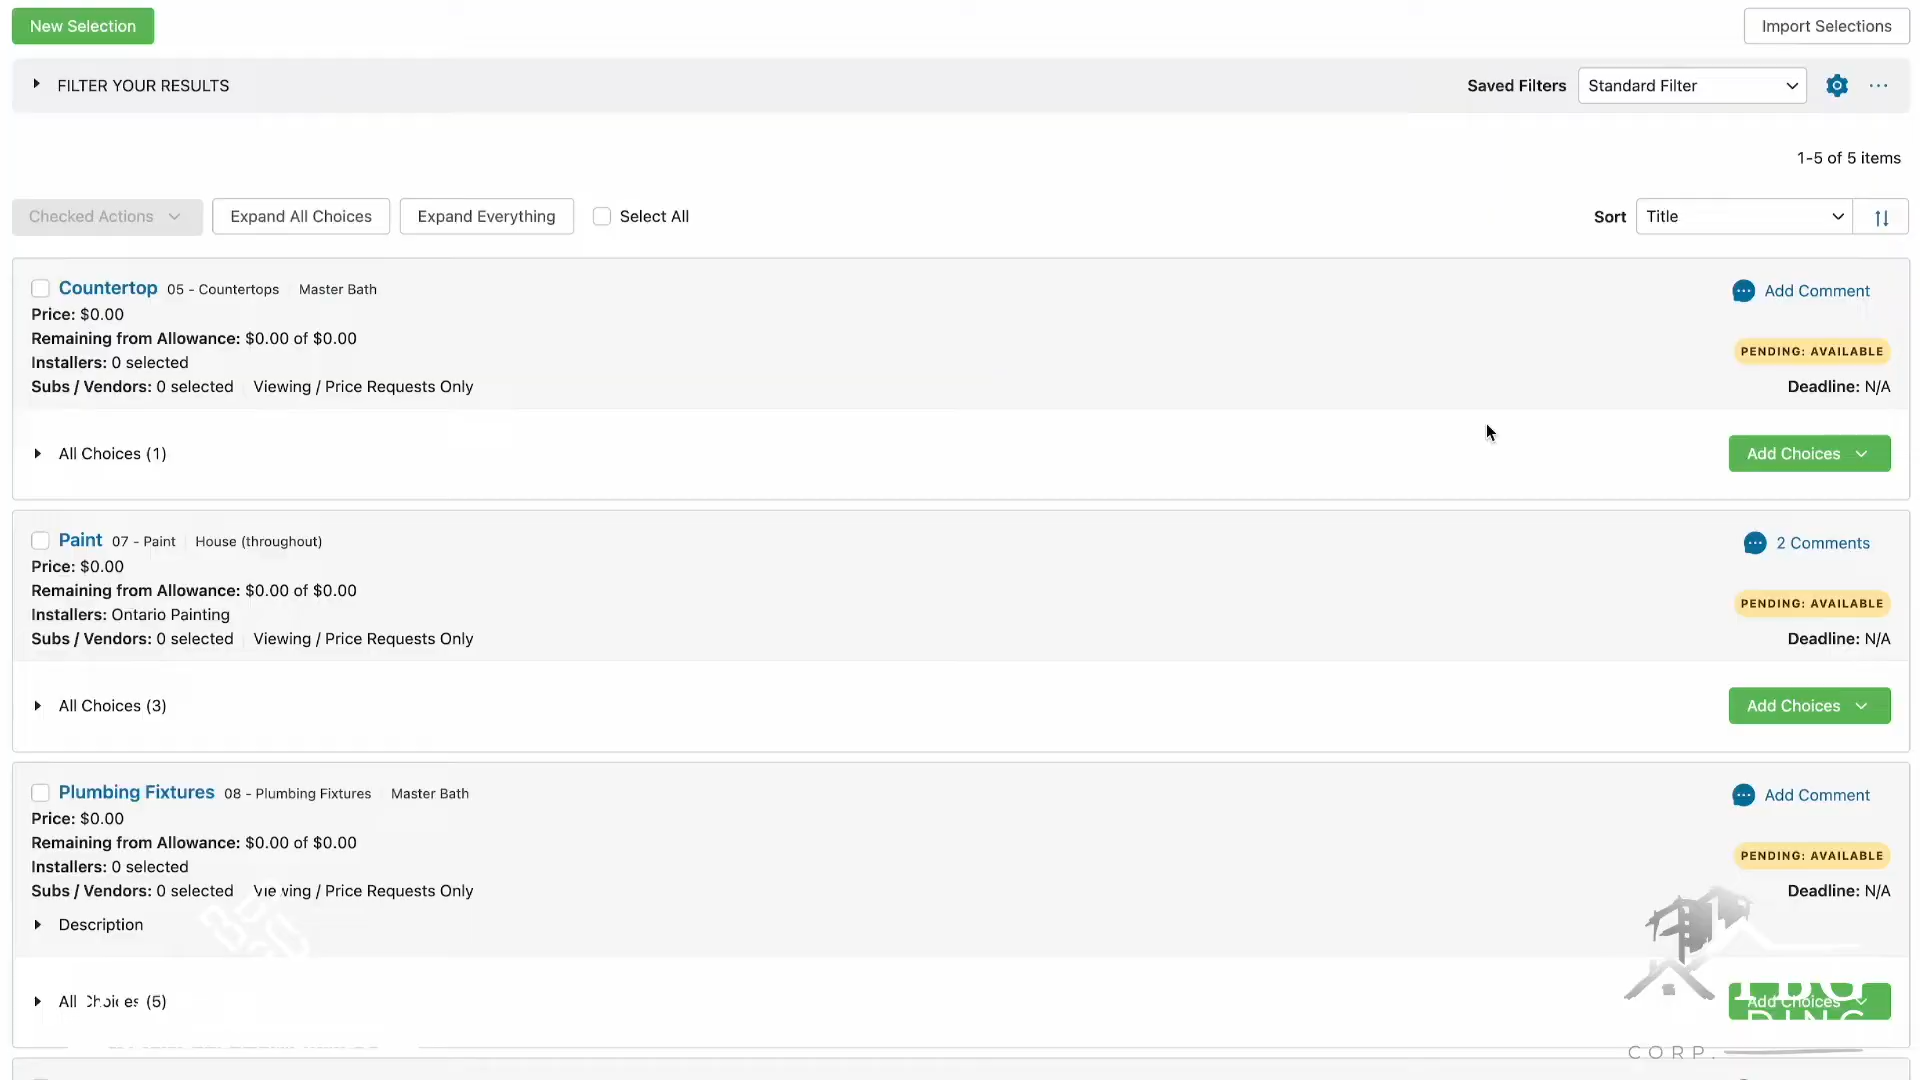 New Selection
Import Selections
FILTER YOUR RESULTS
Saved Filters
Standard Filter
1-5 of 5 items
Checked Actions
Expand All Choices
Expand Everything
Select All
Sort
Title
Countertop 05 - Countertops Master Bath
Add Comment
Price: $0.00
Remaining from Allowance: $0.00 of $0.00
PENDING: AVAILABLE
Installers: 0 selected
Subs / Vendors: 0 selected Viewing / Price Requests Only
Deadline: N/A
All Choices (1)
Add Choices
Paint 07 - Paint House (throughout)
2 Comments
Price: $0.00
Remaining from Allowance: $0.00 of $0.00
PENDING: AVAILABLE
Installers: Ontario Painting
Subs / Vendors: 0 selected Viewing / Price Requests Only
Deadline: N/A
All Choices (3)
Add Choices
Plumbing Fixtures 08 - Plumbing Fixtures Master Bath
Add Comment
Price: $0.00
Remaining from Allowance: $0.00 of $0.00
PENDING: AVAILABLE
Installers: 0 selected
Subs / Vendors: 0 selected Viewing / Price Requests Only
Deadline: N/A
Description
All Choices (5)
Add Choices
CORP.